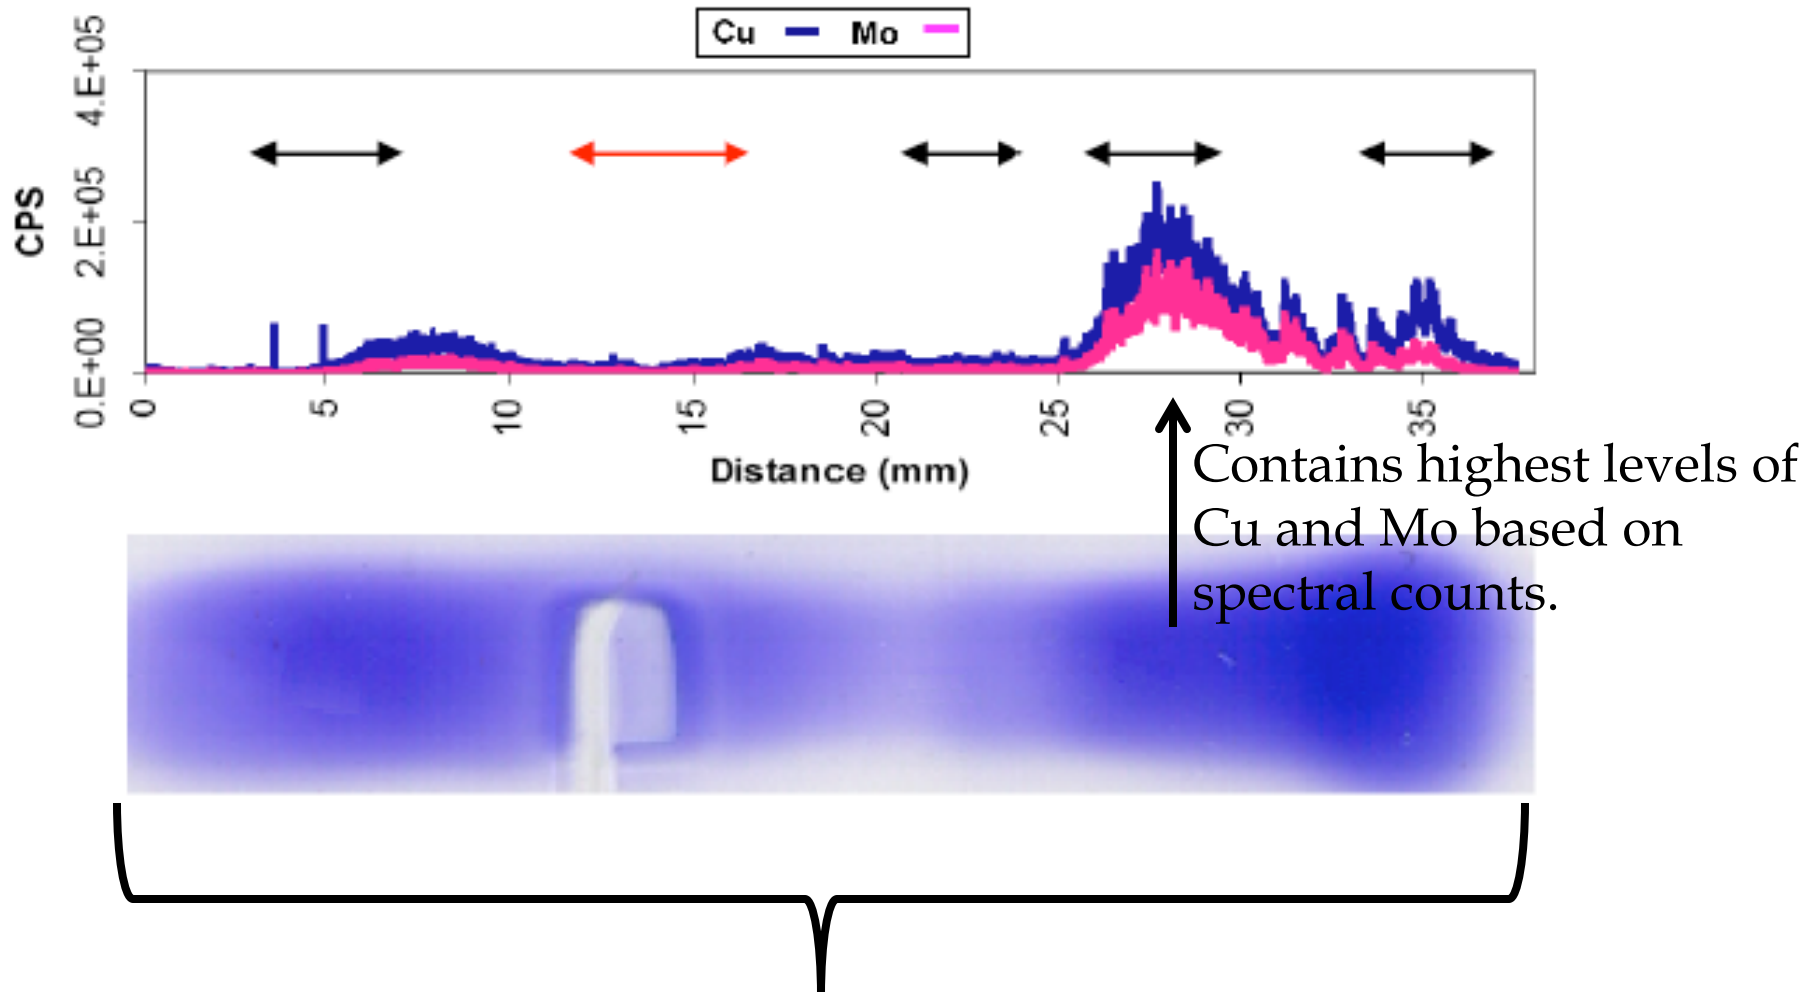 Cu Mo
4.E+05
2.E+05
0.E+00
CPS
0 5 10 15 20 25 30 35
Distance (mm)
Contains highest levels of
Cu and Mo based on
spectral counts.